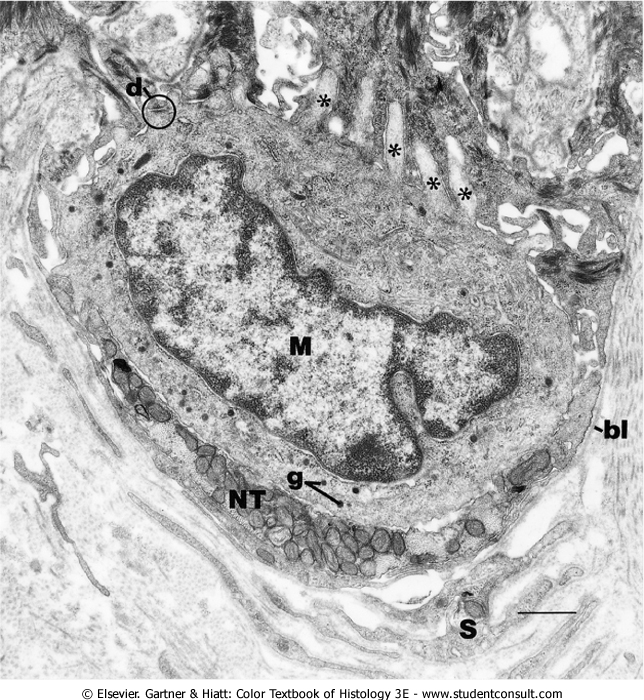 d
*
*
*
*
M
bl
g
NT
S
© Elsevier. Gartner & Hiatt: Color Textbook of Histology 3E - www.studentconsult.com